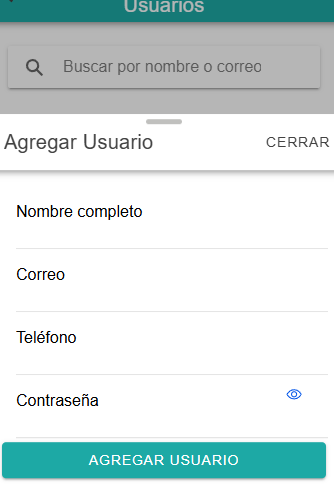 Usuarios
Buscar por nombre o correo
Agregar Usuario CERRAR
Nombre completo
Correo
Teléfono
Contraseña
AGREGAR USUARIO